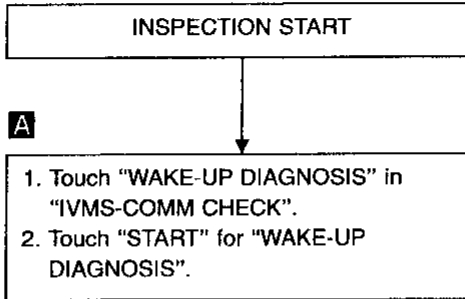 INSPECTION START
A
1. Touch "WAKE-UP DIAGNOSIS" in
"IVMS-COMM CHECK".
2. Touch "START" for "WAKE-UP
DIAGNOSIS".